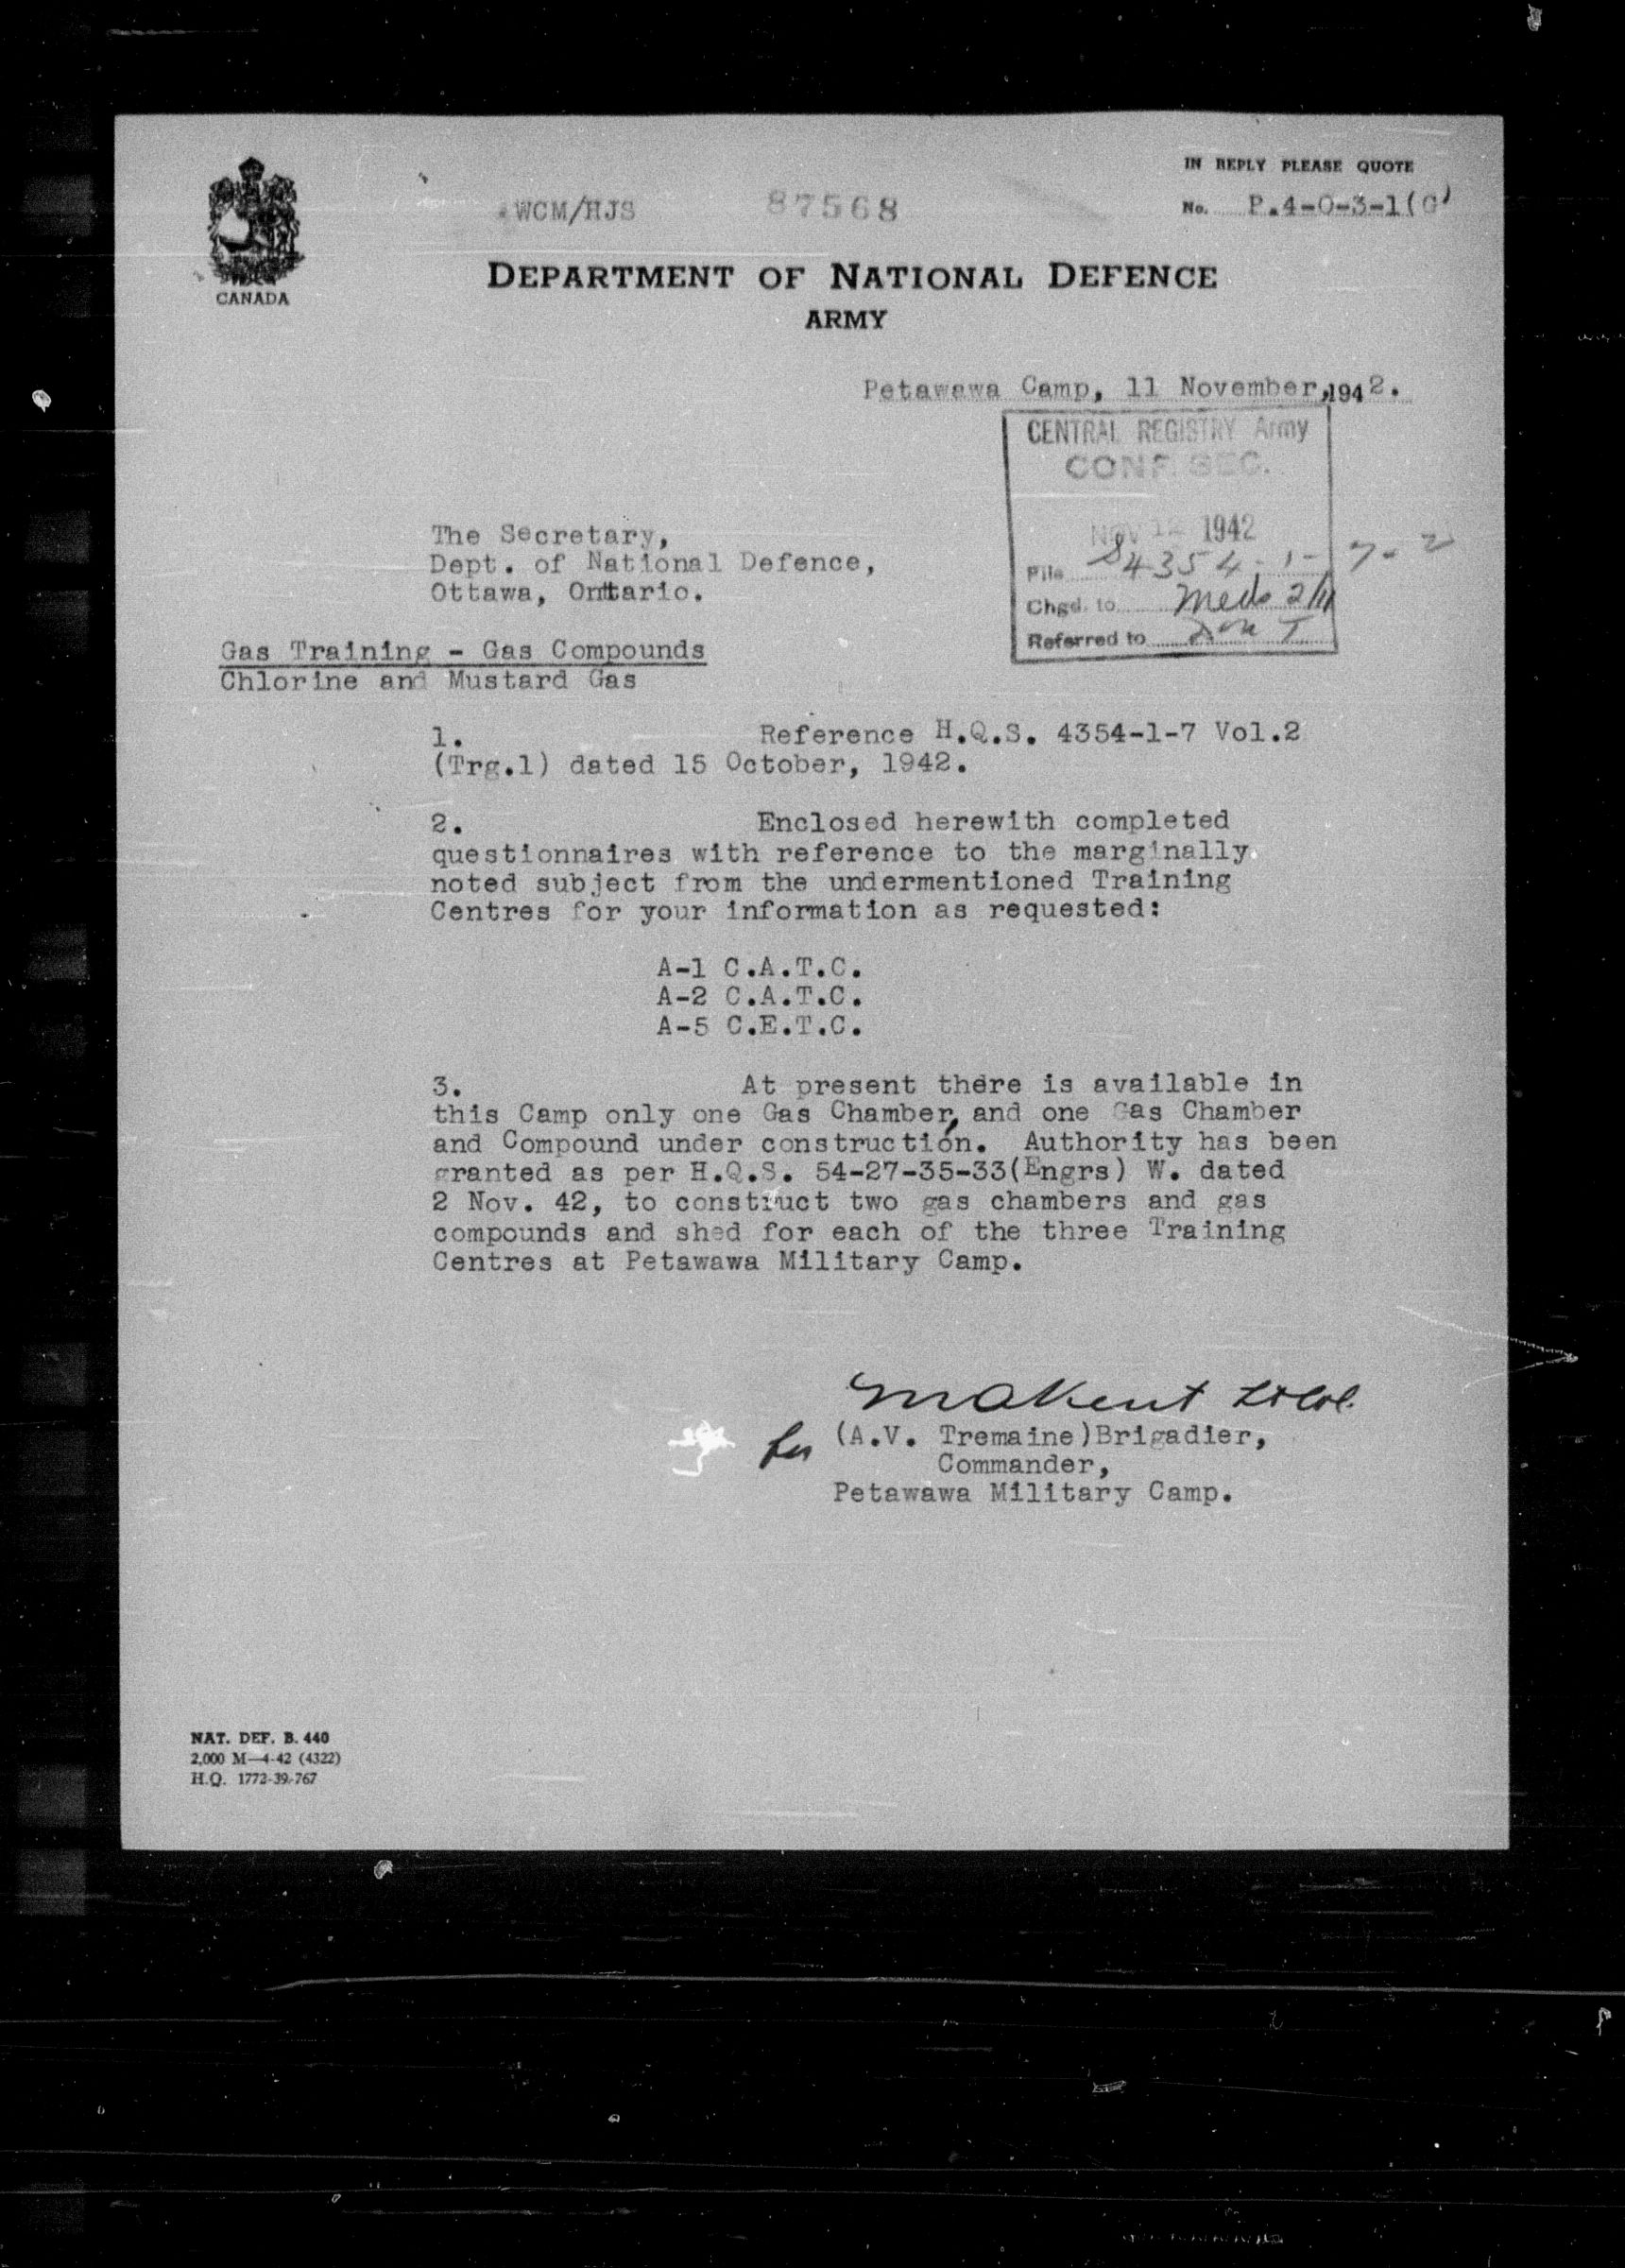 IN REPLY PLEASE QUOTE
WCM/HJS
87568
No. P.4-0-3-1(G)
CANADA
DEPARTMENT OF NATIONAL DEFENCE
ARMY
Petawawa Camp, 11 November, 1942.
CENTRAL REGISTRY Army
CONF. SEC.
NOV 12 1942
File S4354-1-7-2
Chgd. to Meds 2/11
Referred to
The Secretary,
Dept. of National Defence,
Ottawa, Onttario.
Gas Training - Gas Compounds
Chlorine and Mustard Gas
1. Reference H.Q.S. 4354-1-7 Vol.2
(Trg.1) dated 15 October, 1942.
2. Enclosed herewith completed
questionnaires with reference to the marginally
noted subject from the undermentioned Training
Centres for your information as requested:
A-1 C.A.T.C.
A-2 C.A.T.C.
A-5 C.E.T.C.
3. At present there is available in
this Camp only one Gas Chamber, and one Gas Chamber
and Compound under construction. Authority has been
granted as per H.Q.S. 54-27-35-33(Engrs) W. dated
2 Nov. 42, to construct two gas chambers and gas
compounds and shed for each of the three Training
Centres at Petawawa Military Camp.
for (A.V. Tremaine)Brigadier,
Commander,
Petawawa Military Camp.
NAT. DEF. B. 440
2,000 M—4-42 (4322)
H.Q. 1772-39-767